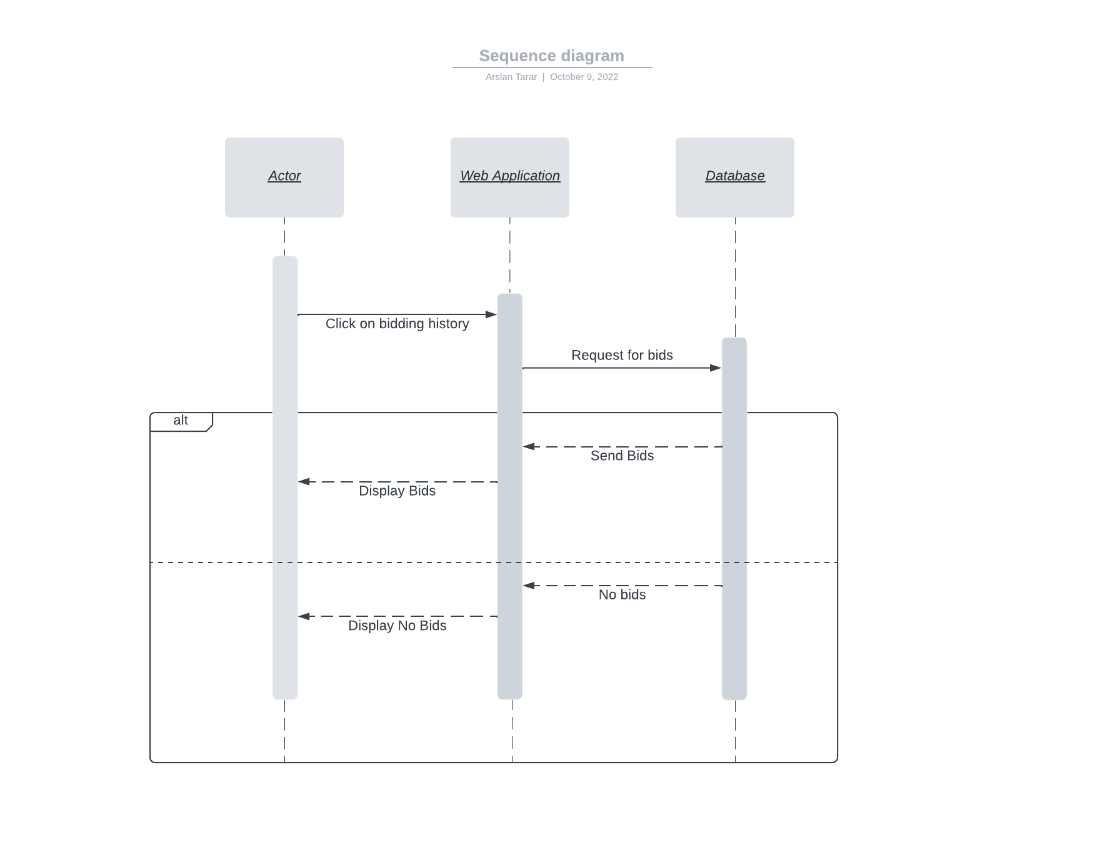 Sequence diagram
Arslan Tarar | October 9, 2022
Actor
Web Application
Database
Click on bidding history
Request for bids
alt
Send Bids
Display Bids
No bids
Display No Bids